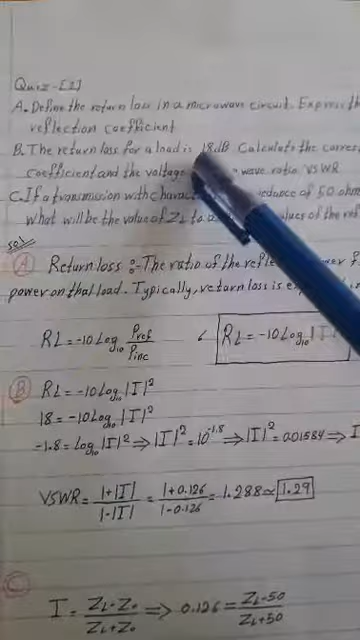 Quiz-[2]
A. Define the return loss in a microwave circuit. Express the
reflection coefficient
B. The return loss for a load is 18dB Calculate the
coefficient and the voltage wave ratio VSWR
C. If a transmission with of 50 ohm
what will be the value of ZL to a values of the
(A) Return loss :- The ratio of the
power on that load. Typically, return loss is
RL = -10 Log10 Pref/Pinc
RL = -10 Log10 |Γ|
(B) RL = -10 Log10 |Γ|²
18 = -10 Log10 |Γ|²
-1.8 = Log10 |Γ|² ⇒ |Γ|² = 10^-1.8 ⇒ |Γ|² = 0.01584 ⇒
VSWR = 1+|Γ|/1-|Γ| = 1+0.126/1-0.126 = 1.288 ≈ 1.29
(C)
Γ = ZL-Zo/ZL+Zo ⇒ 0.126 = ZL-50/ZL+50